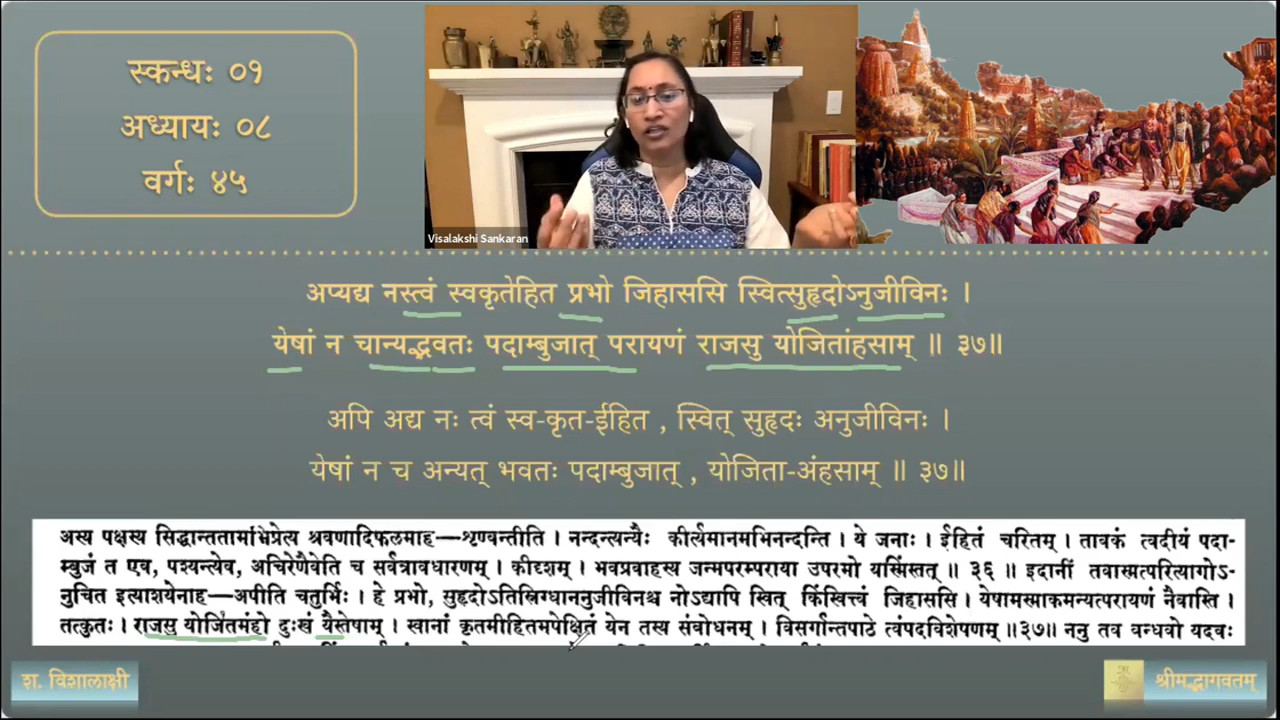 स्कन्धः ०१
अध्यायः ०८
वर्गः ४५
Visalakshi Sankaran
अप्यद्य नस्त्वं स्वकृतेहित प्रभो जिहाससि स्वित्सुहृदोऽनुजीविनः ।
येषां न चान्यद्भवतः पदाम्बुजात् परायणं राजसु योजितांहसाम् ॥ ३७॥
अपि अद्य नः त्वं स्व-कृत-ईहित , स्वित् सुहृदः अनुजीविनः ।
येषां न च अन्यत् भवतः पदाम्बुजात् , योजिता-अंहसाम् ॥ ३७॥
अस्य पक्षस्य सिद्धान्ततामभिप्रेत्य श्रवणादिफलमाह—शृण्वन्तीति । नन्दन्त्यन्यैः कीर्त्यमानमभिनन्दन्ति । ये जनाः । ईहितं चरितम् । तावकं त्वदीयं पदा-
म्बुजं त एव, पश्यन्त्येव, अचिरेणैवेति च सर्वत्रावधारणम् । कीदृशम् । भवप्रवाहस्य जन्मपरम्पराया उपरमो यस्मिंस्तत् ॥ ३६ ॥ इदानीं तवास्मत्परित्यागोऽ-
नुचित इत्याशयेनाह—अपीति चतुर्भिः । हे प्रभो, सुहृदोऽतिस्निग्धाननुजीविनश्च नोऽद्यापि स्वित् किंस्वित्त्वं जिहाससि । येषामस्माकमन्यत्परायणं नैवास्ति ।
तत्कुतः । राजसु योजितमंहो दुःखं यैस्तेषाम् । स्वानां कृतमीहितमपेक्षितं येन तस्य संबोधनम् । विसर्गान्तपाठे त्वंपदविशेषणम् ॥३७॥ ननु तव बन्धवो यदवः
श. विशालाक्षी
श्रीमद्भागवतम्